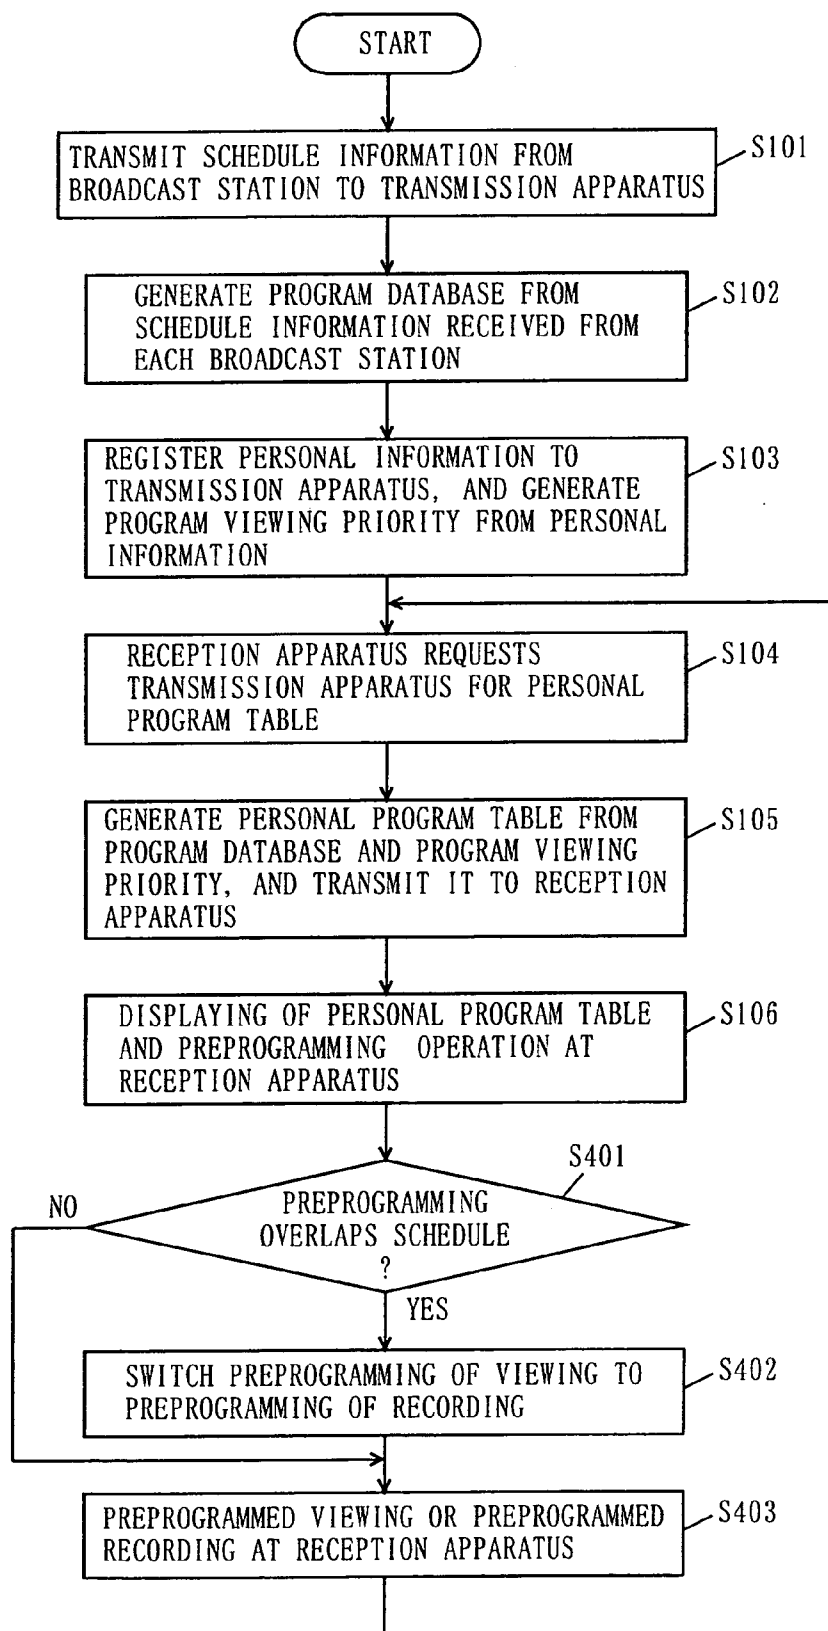 START
TRANSMIT SCHEDULE INFORMATION FROM
BROADCAST STATION TO TRANSMISSION APPARATUS
S101
GENERATE PROGRAM DATABASE FROM
SCHEDULE INFORMATION RECEIVED FROM
EACH BROADCAST STATION
S102
REGISTER PERSONAL INFORMATION TO
TRANSMISSION APPARATUS, AND GENERATE
PROGRAM VIEWING PRIORITY FROM PERSONAL
INFORMATION
S103
RECEPTION APPARATUS REQUESTS
TRANSMISSION APPARATUS FOR PERSONAL
PROGRAM TABLE
S104
GENERATE PERSONAL PROGRAM TABLE FROM
PROGRAM DATABASE AND PROGRAM VIEWING
PRIORITY, AND TRANSMIT IT TO RECEPTION
APPARATUS
S105
DISPLAYING OF PERSONAL PROGRAM TABLE
AND PREPROGRAMMING OPERATION AT
RECEPTION APPARATUS
S106
S401
NO
PREPROGRAMMING
OVERLAPS SCHEDULE
?
YES
SWITCH PREPROGRAMMING OF VIEWING TO
PREPROGRAMMING OF RECORDING
S402
PREPROGRAMMED VIEWING OR PREPROGRAMMED
RECORDING AT RECEPTION APPARATUS
S403